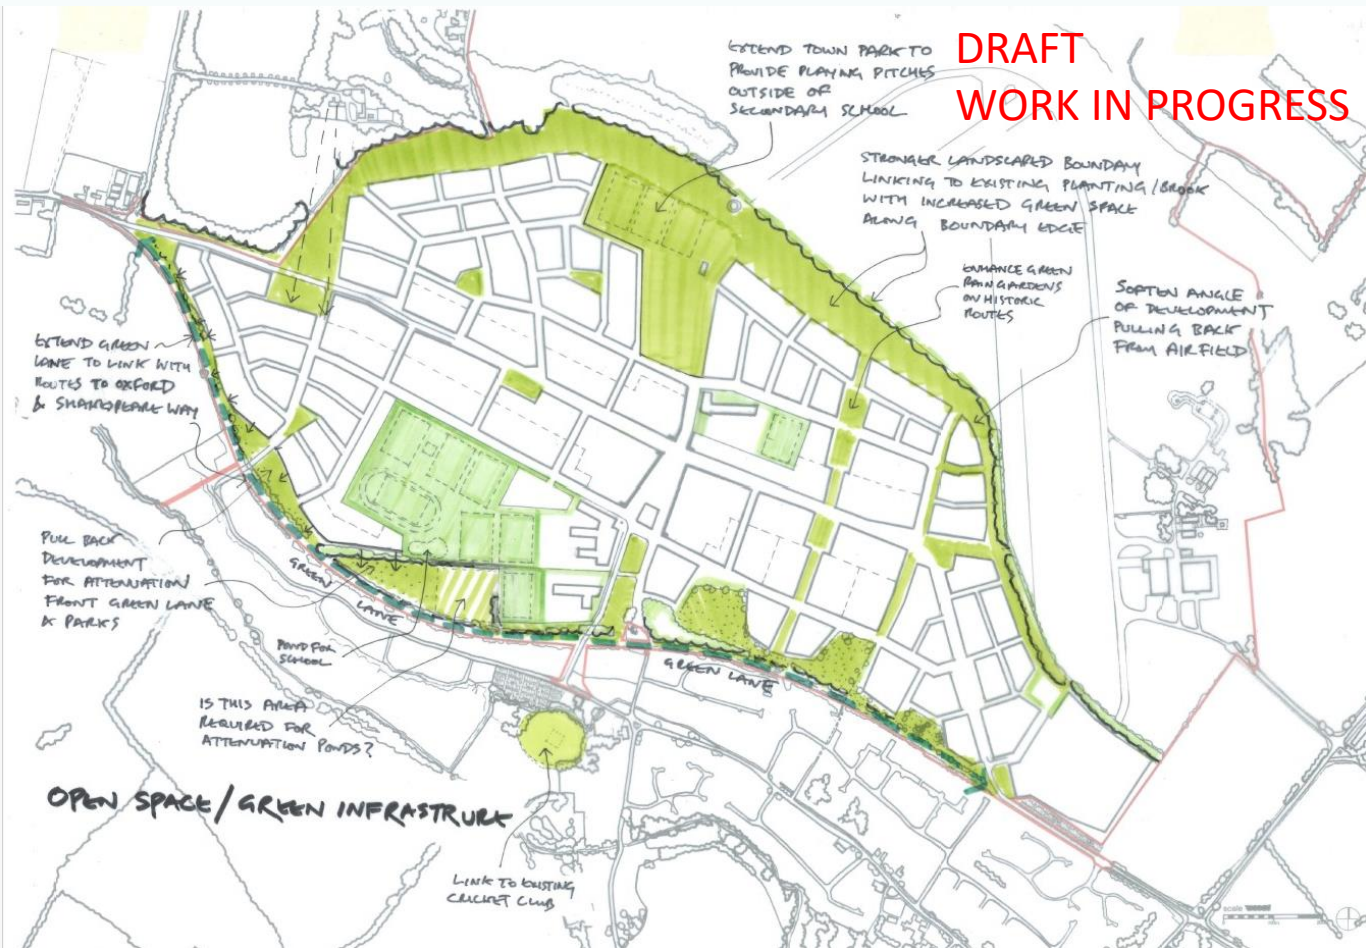 DRAFT
WORK IN PROGRESS
EXTEND TOWN PARK TO
PROVIDE PLAYING PITCHES
OUTSIDE OF
SECONDARY SCHOOL
STRONGER LANDSCAPED BOUNDARY
LINKING TO EXISTING PLANTING/BROOK
WITH INCREASED GREEN SPACE
ALONG BOUNDARY EDGE
ENHANCE GREEN
RAINGARDENS
ON HISTORIC
ROUTES
SOFTEN ANGLE
OF DEVELOPMENT
PULLING BACK
FROM AIRFIELD
EXTEND GREEN
LANE TO LINK WITH
ROUTES TO OXFORD
& SHAKESPEARE WAY
PULL BACK
DEVELOPMENT
FOR ATTENUATION
FRONT GREEN LANE
& PARKS
GREEN
LANE
POND FOR
SCHOOL
GREEN LANE
IS THIS AREA
REQUIRED FOR
ATTENUATION PONDS?
OPEN SPACE/GREEN INFRASTRURE
LINK TO EXISTING
CRICKET CLUB
scale